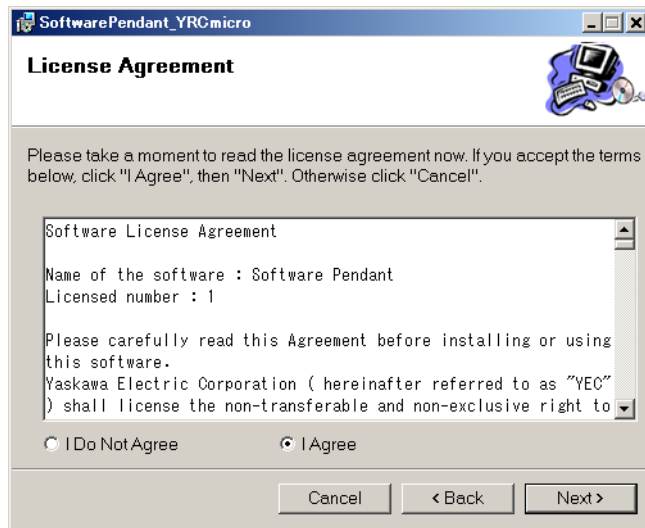 SoftwarePendant_YRCmicro
License Agreement
Please take a moment to read the license agreement now. If you accept the terms
below, click "I Agree", then "Next". Otherwise click "Cancel".
Software License Agreement
Name of the software : Software Pendant
Licensed number : 1
Please carefully read this Agreement before installing or using
this software.
Yaskawa Electric Corporation ( hereinafter referred to as "YEC"
) shall license the non-transferable and non-exclusive right to
I Do Not Agree
I Agree
Cancel
< Back
Next >